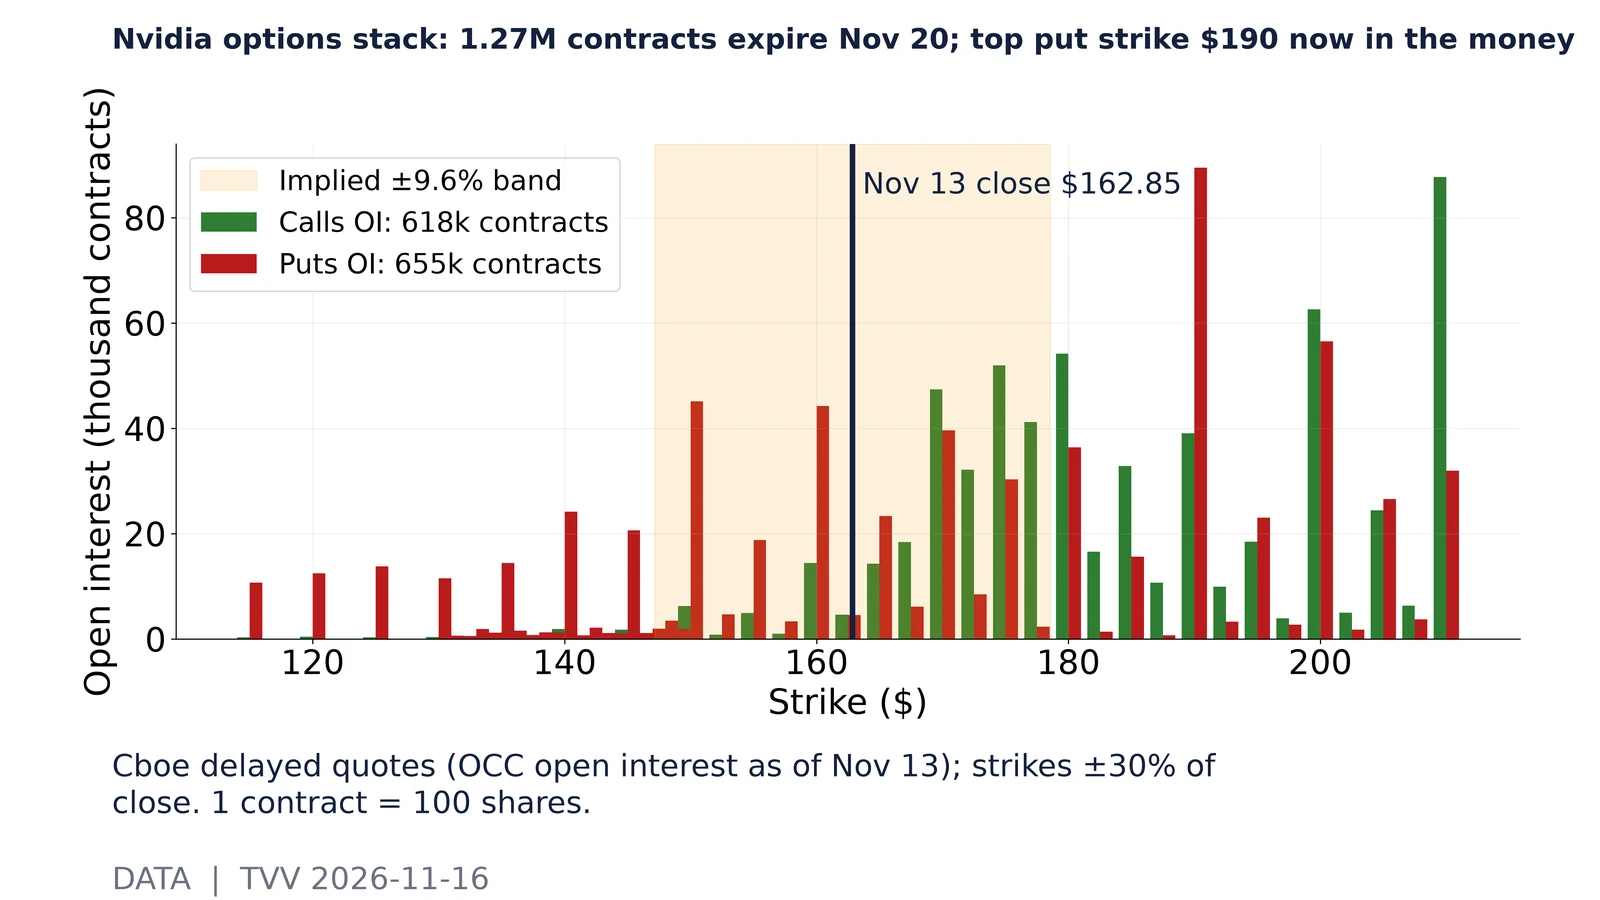 Nvidia options stack: 1.27M contracts expire Nov 20; top put strike $190 now in the money
Open interest (thousand contracts)
Implied ±9.6% band
Calls OI: 618k contracts
Puts OI: 655k contracts
Nov 13 close $162.85
80
60
40
20
0
120 140 160 180 200
Strike ($)
Cboe delayed quotes (OCC open interest as of Nov 13); strikes ±30% of
close. 1 contract = 100 shares.
DATA | TVV 2026-11-16